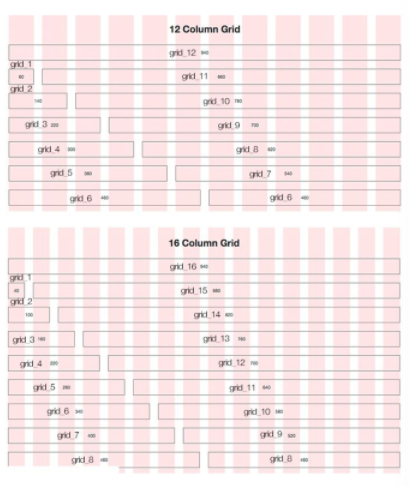 12 Column Grid
grid_12 940
grid_1
60 grid_11 860
grid_2
140 grid_10 780
grid_3 220 grid_9 700
grid_4 300 grid_8 620
grid_5 380 grid_7 540
grid_6 460 grid_6 460
16 Column Grid
grid_16 940
grid_1
40 grid_15 880
grid_2
100 grid_14 820
grid_3 160 grid_13 760
grid_4 220 grid_12 700
grid_5 280 grid_11 640
grid_6 340 grid_10 580
grid_7 400 grid_9 520
grid_8 460 grid_8 460